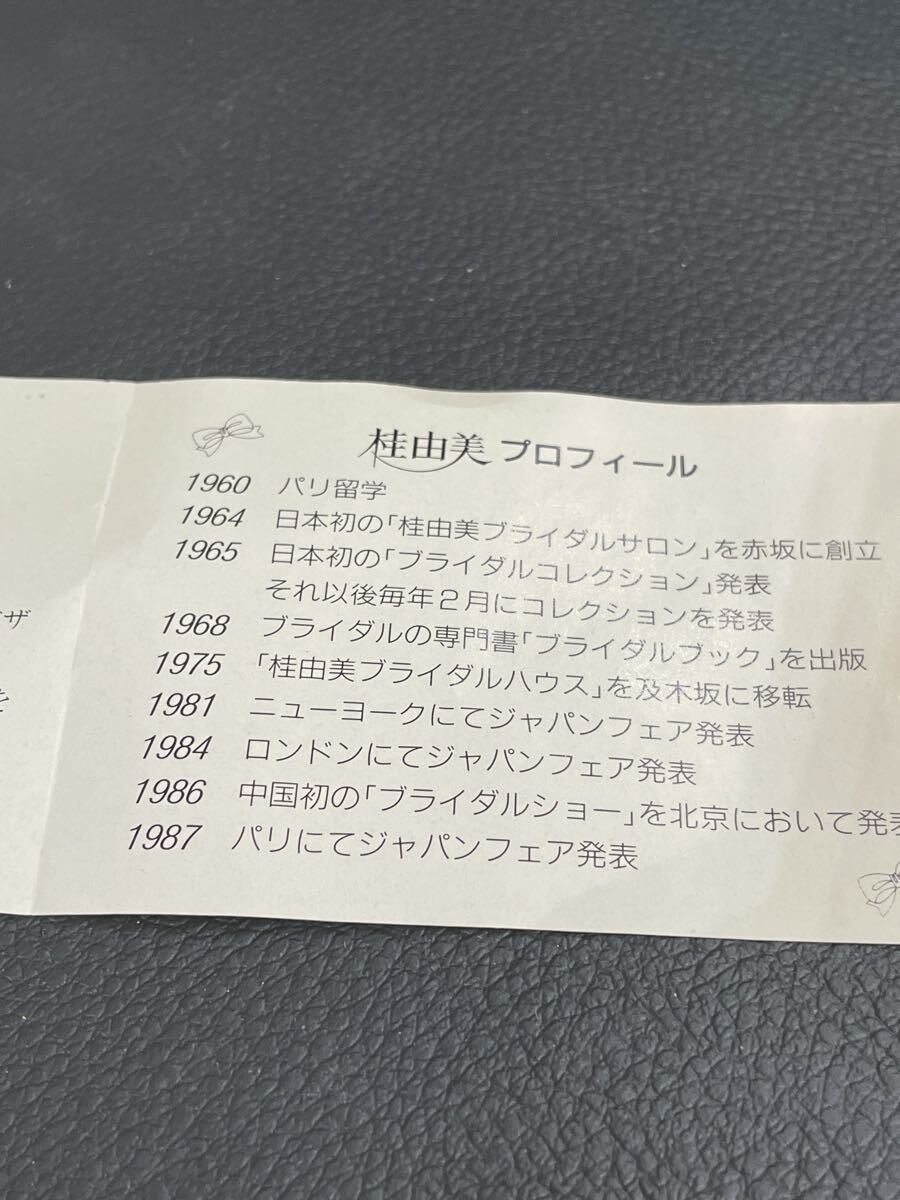 桂由美 プロフィール
1960 パリ留学
1964 日本初の「桂由美ブライダルサロン」を赤坂に創立
1965 日本初の「ブライダルコレクション」発表
それ以後毎年2月にコレクションを発表
1968 ブライダルの専門書「ブライダルブック」を出版
1975 「桂由美ブライダルハウス」を及木坂に移転
1981 ニューヨークにてジャパンフェア発表
1984 ロンドンにてジャパンフェア発表
1986 中国初の「ブライダルショー」を北京において発表
1987 パリにてジャパンフェア発表
ザ
を